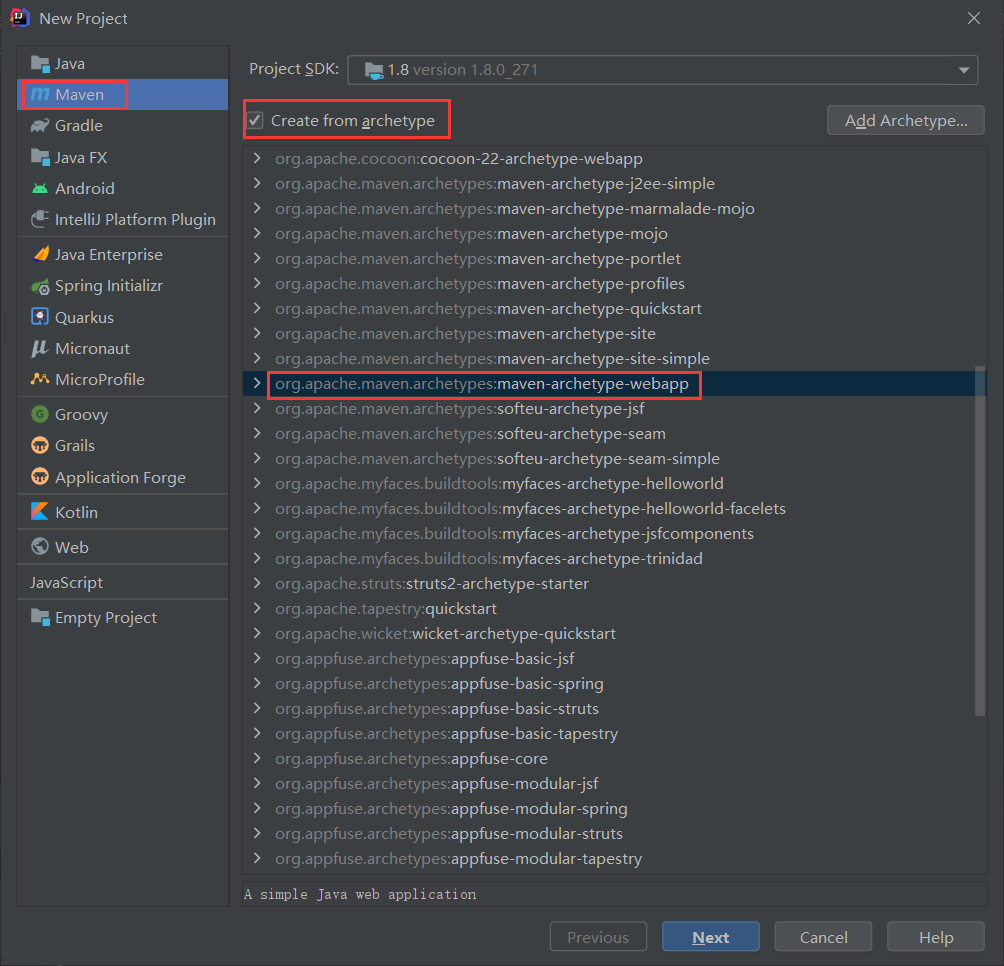 New Project
Java
Maven
Gradle
Java FX
Android
IntelliJ Platform Plugin
Java Enterprise
Spring Initializr
Quarkus
Micronaut
MicroProfile
Groovy
Grails
Application Forge
Kotlin
Web
JavaScript
Empty Project
Project SDK: 1.8 version 1.8.0_271
Create from archetype
Add Archetype...
org.apache.cocoon:cocoon-22-archetype-webapp
org.apache.maven.archetypes:maven-archetype-j2ee-simple
org.apache.maven.archetypes:maven-archetype-marmalade-mojo
org.apache.maven.archetypes:maven-archetype-mojo
org.apache.maven.archetypes:maven-archetype-portlet
org.apache.maven.archetypes:maven-archetype-profiles
org.apache.maven.archetypes:maven-archetype-quickstart
org.apache.maven.archetypes:maven-archetype-site
org.apache.maven.archetypes:maven-archetype-site-simple
org.apache.maven.archetypes:maven-archetype-webapp
org.apache.maven.archetypes:softeu-archetype-jsf
org.apache.maven.archetypes:softeu-archetype-seam
org.apache.maven.archetypes:softeu-archetype-seam-simple
org.apache.myfaces.buildtools:myfaces-archetype-helloworld
org.apache.myfaces.buildtools:myfaces-archetype-helloworld-facelets
org.apache.myfaces.buildtools:myfaces-archetype-jsfcomponents
org.apache.myfaces.buildtools:myfaces-archetype-trinidad
org.apache.struts:struts2-archetype-starter
org.apache.tapestry:quickstart
org.apache.wicket:wicket-archetype-quickstart
org.appfuse.archetypes:appfuse-basic-jsf
org.appfuse.archetypes:appfuse-basic-spring
org.appfuse.archetypes:appfuse-basic-struts
org.appfuse.archetypes:appfuse-basic-tapestry
org.appfuse.archetypes:appfuse-core
org.appfuse.archetypes:appfuse-modular-jsf
org.appfuse.archetypes:appfuse-modular-spring
org.appfuse.archetypes:appfuse-modular-struts
org.appfuse.archetypes:appfuse-modular-tapestry
A simple Java web application
Previous
Next
Cancel
Help